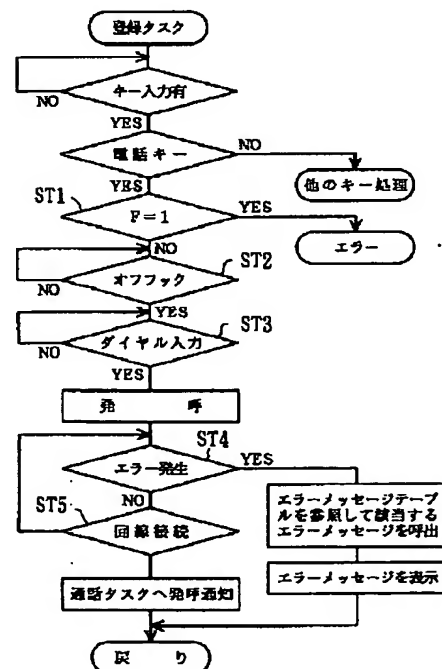 登録タスク
キー入力有
NO
YES
電話キー
NO
YES
他のキー処理
ST1
F=1
YES
NO
エラー
オフフック
ST2
NO
YES
ST3
ダイヤル入力
NO
YES
発呼
ST4
エラー発生
YES
NO
ST5
回線接続
エラーメッセージテーブ
ルを参照して該当する
エラーメッセージを呼出
通話タスクへ発呼通知
エラーメッセージを表示
戻り